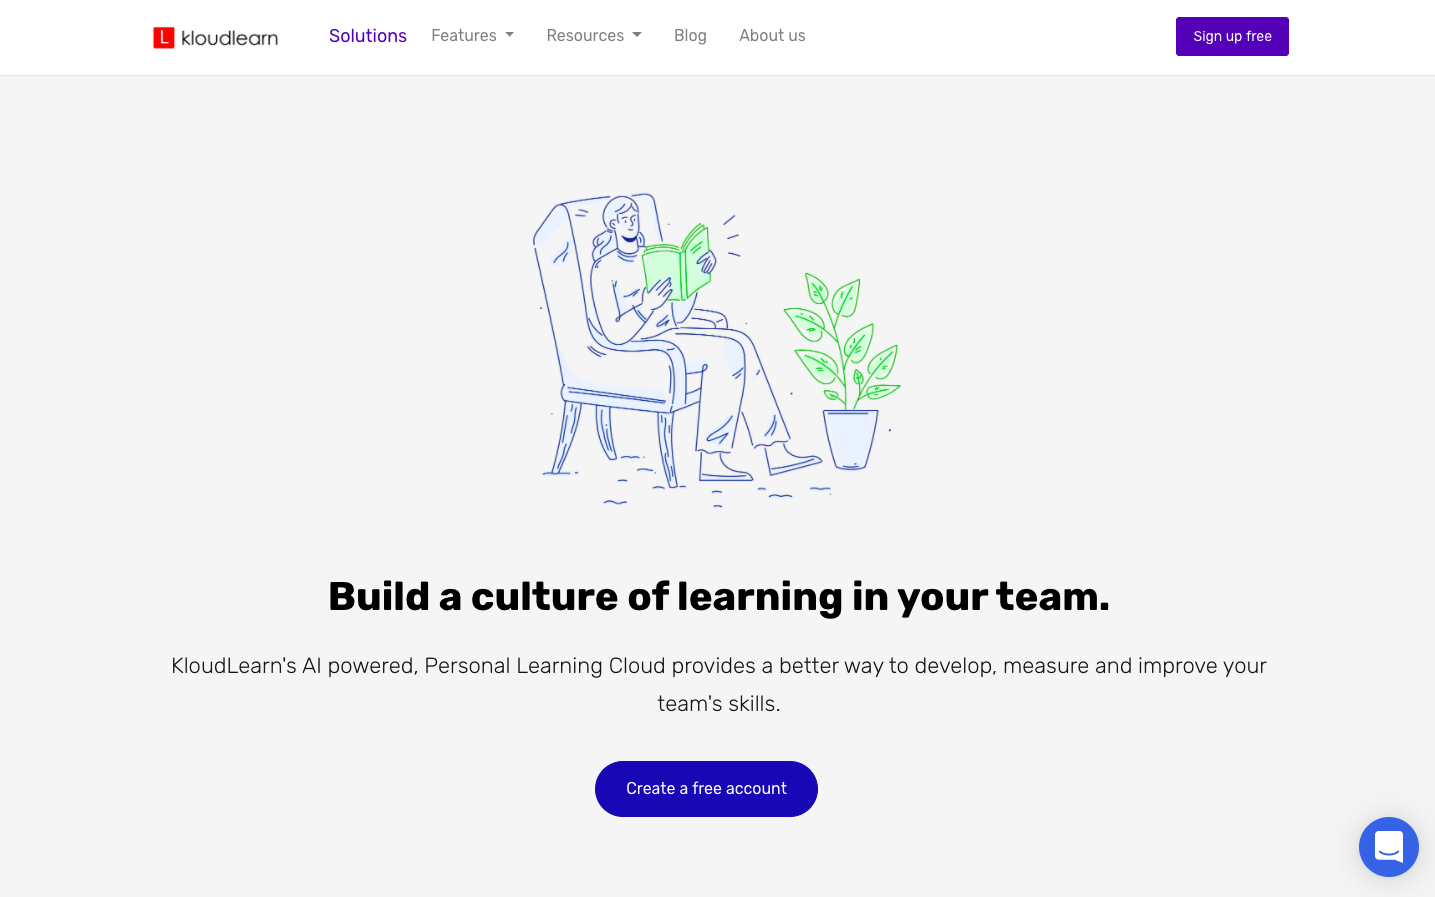 L kloudlearn
Solutions
Features
Resources
Blog
About us
Sign up free
Build a culture of learning in your team.
KloudLearn's AI powered, Personal Learning Cloud provides a better way to develop, measure and improve your
team's skills.
Create a free account